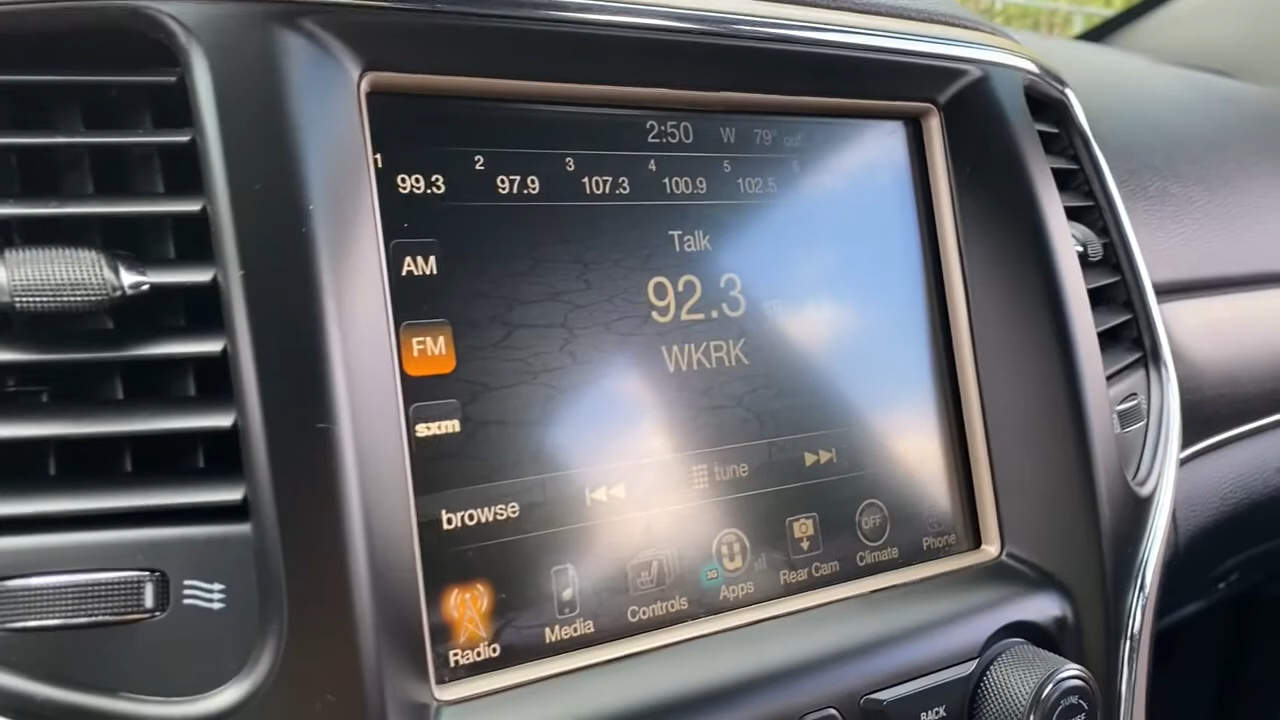 2:50 W 79° out
1 2 3 4 5 6
99.3 97.9 107.3 100.9 102.5
Talk
AM
92.3
FM
WKRK
sxm
browse tune
OFF
3G
Radio Media Controls Apps Rear Cam Climate Phone
BACK
TUNE